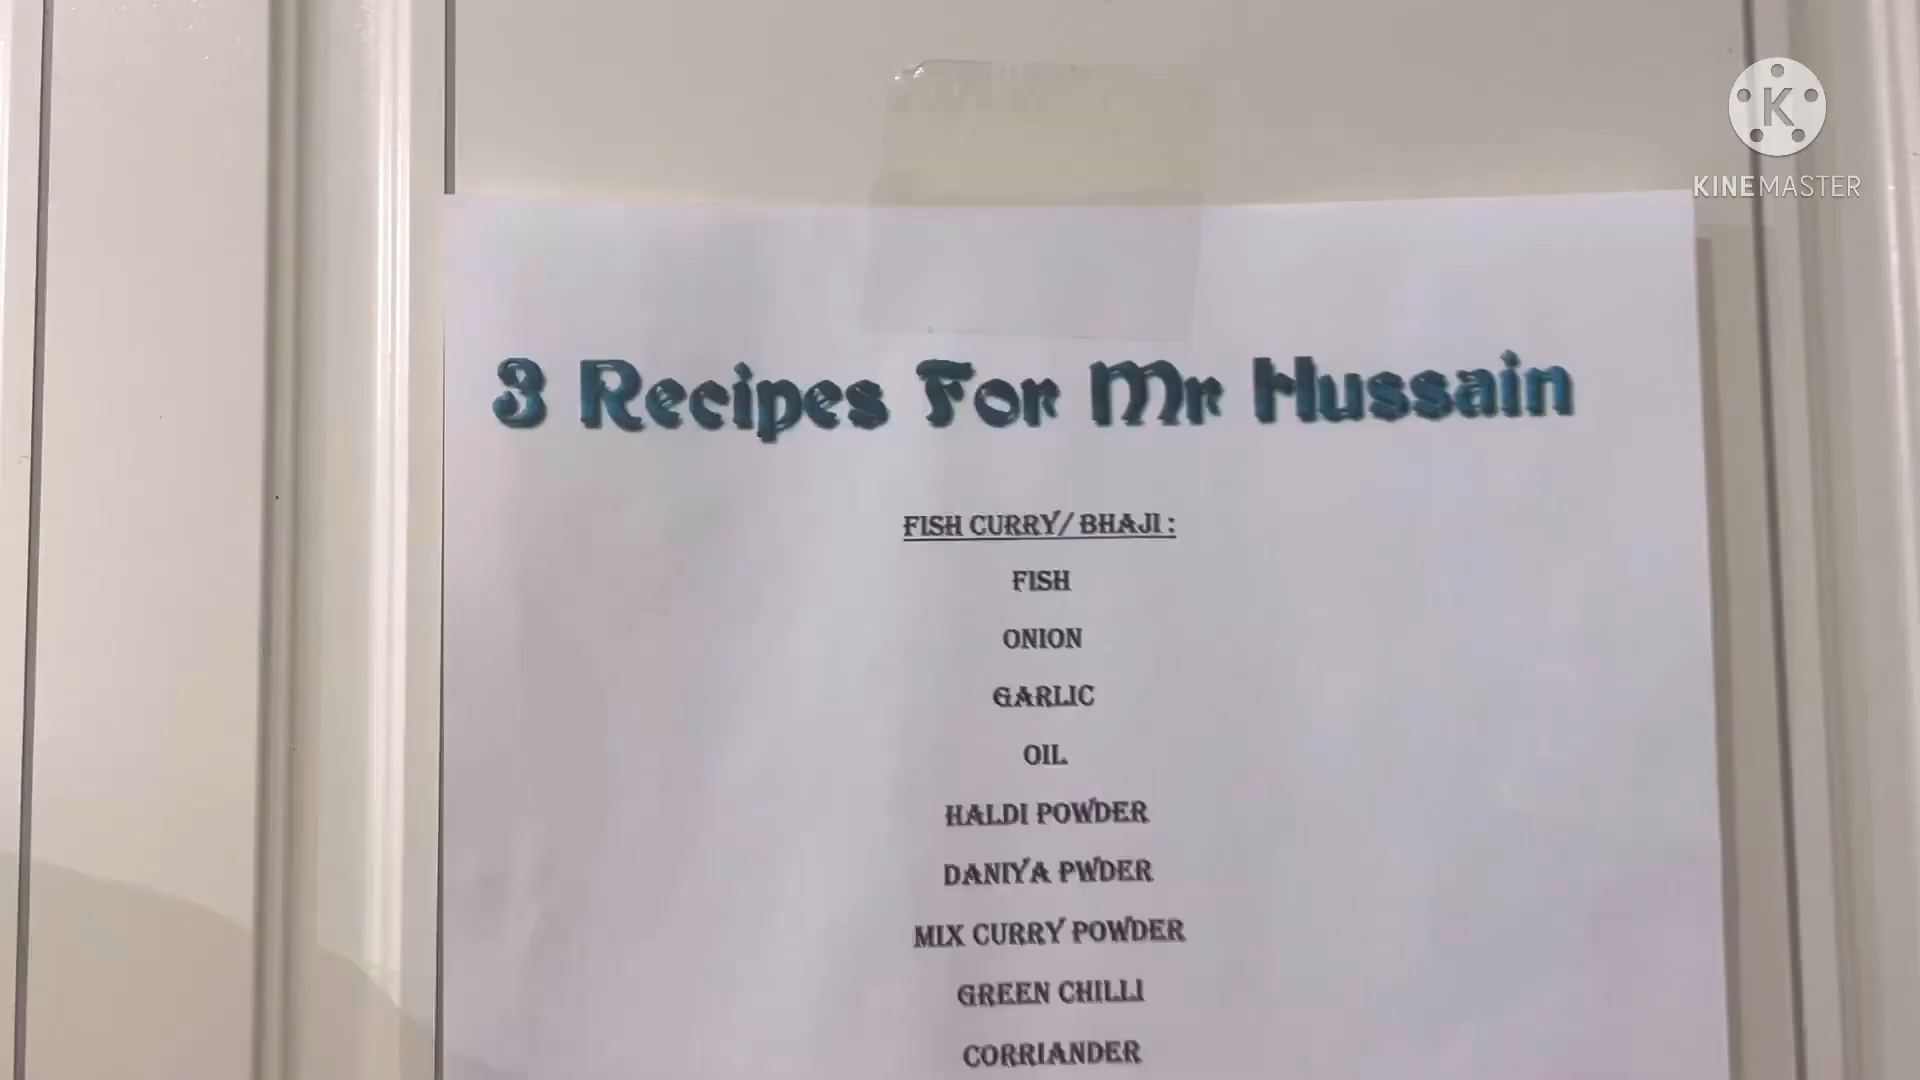 K
KINEMASTER
3 Recipes For Mr Hussain
FISH CURRY/ BHAJI :
FISH
ONION
GARLIC
OIL
HALDI POWDER
DANIYA PWDER
MIX CURRY POWDER
GREEN CHILLI
CORRIANDER